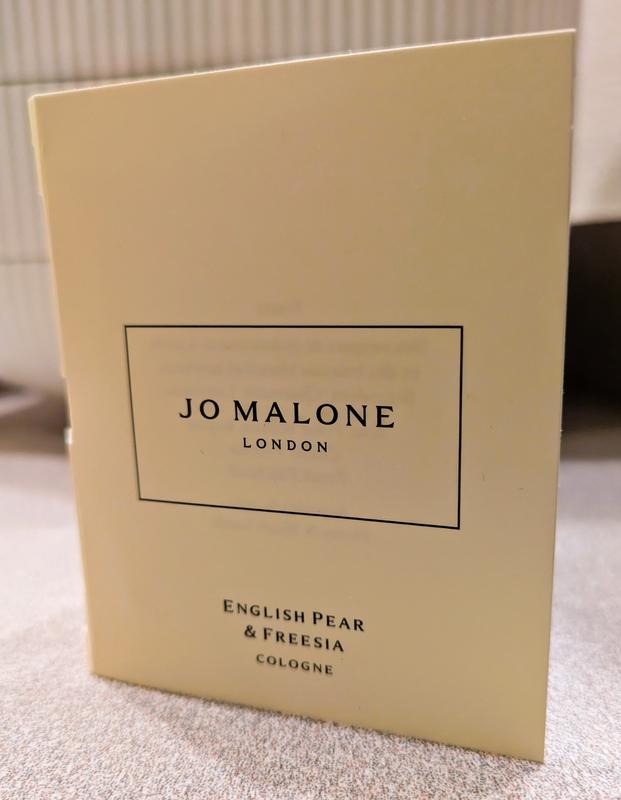 JO MALONE
LONDON
ENGLISH PEAR
& FREESIA
COLOGNE